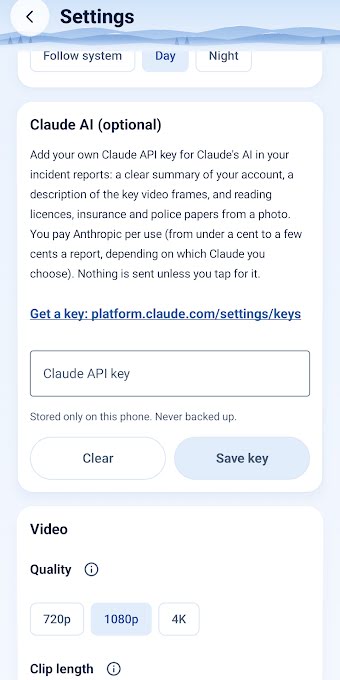 Settings
Follow system
Day
Night
Claude AI (optional)
Add your own Claude API key for Claude's AI in your
incident reports: a clear summary of your account, a
description of the key video frames, and reading
licences, insurance and police papers from a photo.
You pay Anthropic per use (from under a cent to a few
cents a report, depending on which Claude you
choose). Nothing is sent unless you tap for it.
Get a key: platform.claude.com/settings/keys
Claude API key
Stored only on this phone. Never backed up.
Clear
Save key
Video
Quality
720p
1080p
4K
Clip length